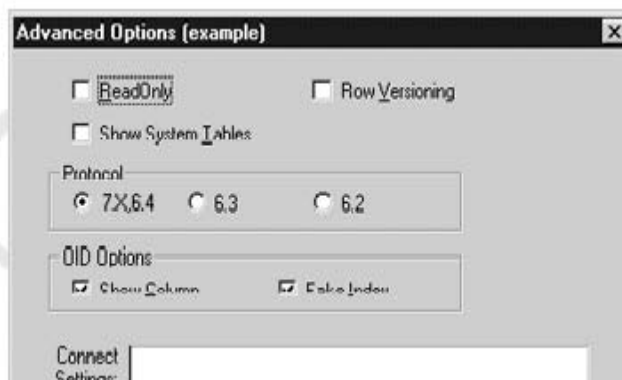 Advanced Options (example)
ReadOnly Row Versioning
Show System Tables
Protocol
7.X,6.4 6.3 6.2
OID Options
Show Column Fake Index
Connect
Settings: